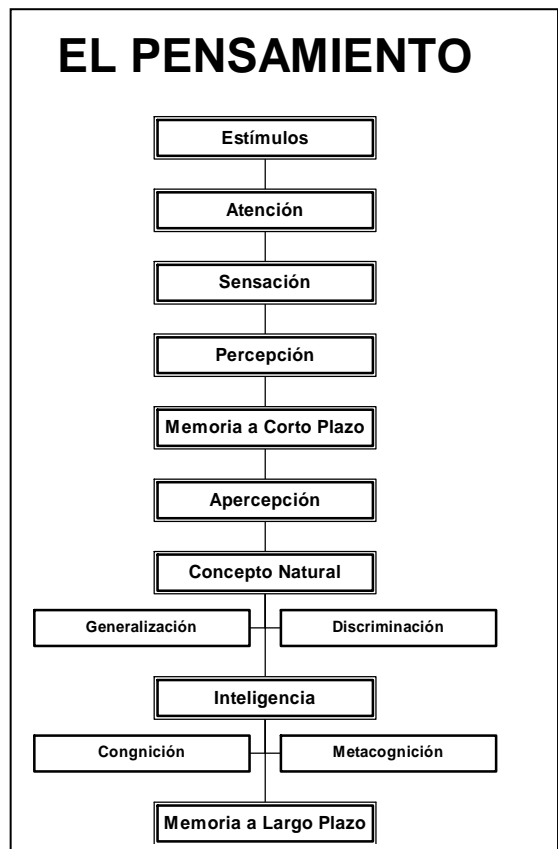 EL PENSAMIENTO
Estímulos
Atención
Sensación
Percepción
Memoria a Corto Plazo
Apercepción
Concepto Natural
Generalización
Discriminación
Inteligencia
Congnición
Metacognición
Memoria a Largo Plazo